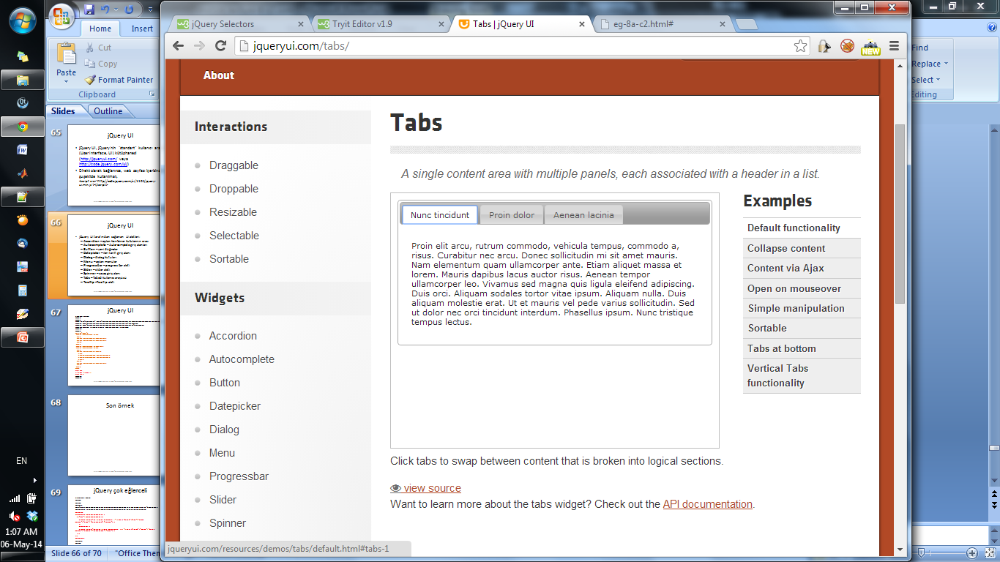 Home
Insert
Cut
Copy
Format Painter
Paste
Clipboard
Slides
Outline
65
jQuery UI
66
jQuery UI
67
jQuery UI
68
Son örnek
69
jQuery çok eğlenceli
Slide 66 of 70
"Office Them
EN
1:07 AM
06-May-14
Find
Replace
Select
Editing
jQuery Selectors
Tryit Editor v1.9
Tabs | jQuery UI
eg-8a-c2.html#
jqueryui.com/tabs/
NEW
About
Interactions
Draggable
Droppable
Resizable
Selectable
Sortable
Widgets
Accordion
Autocomplete
Button
Datepicker
Dialog
Menu
Progressbar
Slider
Spinner
Tabs
A single content area with multiple panels, each associated with a header in a list.
Nunc tincidunt
Proin dolor
Aenean lacinia
Proin elit arcu, rutrum commodo, vehicula tempus, commodo a,
risus. Curabitur nec arcu. Donec sollicitudin mi sit amet mauris.
Nam elementum quam ullamcorper ante. Etiam aliquet massa et
lorem. Mauris dapibus lacus auctor risus. Aenean tempor
ullamcorper leo. Vivamus sed magna quis ligula eleifend adipiscing.
Duis orci. Aliquam sodales tortor vitae ipsum. Aliquam nulla. Duis
aliquam molestie erat. Ut et mauris vel pede varius sollicitudin. Sed
ut dolor nec orci tincidunt interdum. Phasellus ipsum. Nunc tristique
tempus lectus.
Examples
Default functionality
Collapse content
Content via Ajax
Open on mouseover
Simple manipulation
Sortable
Tabs at bottom
Vertical Tabs
functionality
Click tabs to swap between content that is broken into logical sections.
view source
Want to learn more about the tabs widget? Check out the API documentation.
jqueryui.com/resources/demos/tabs/default.html#tabs-1